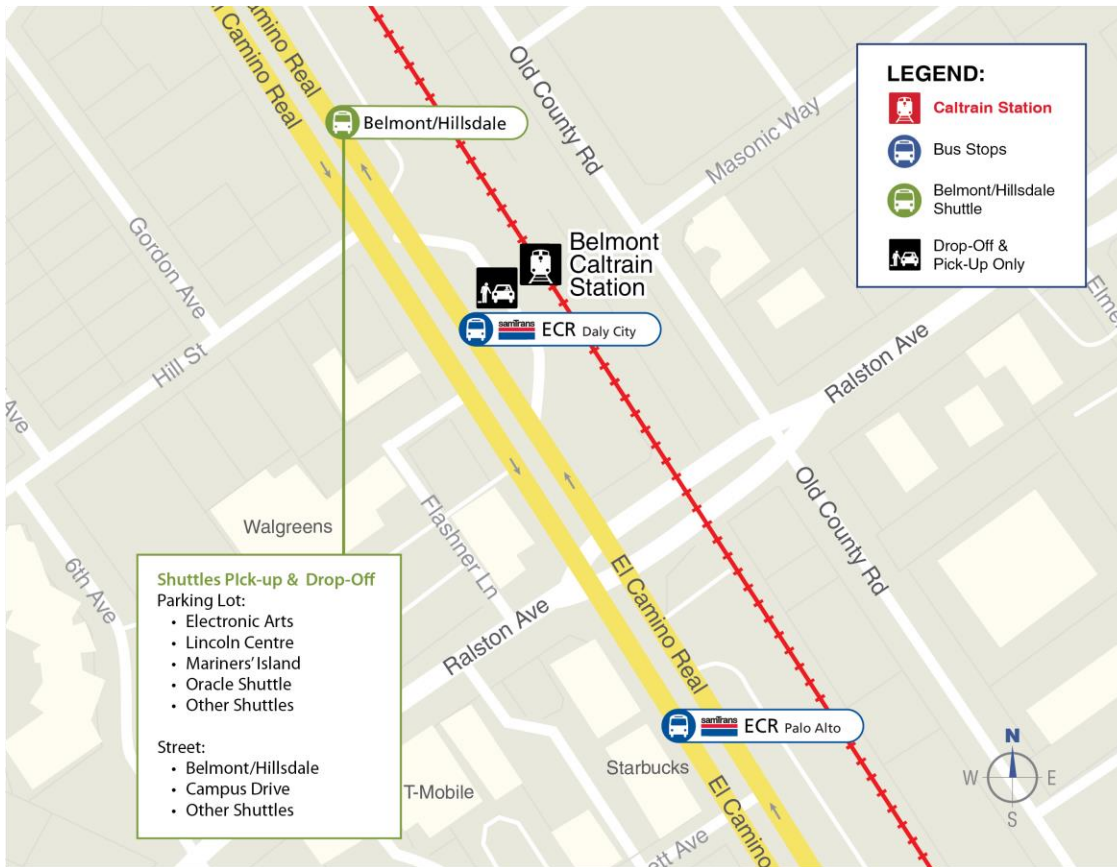 El Camino Real
Camino Real
Old County Rd
Masonic Way
LEGEND:
Caltrain Station
Bus Stops
Belmont/Hillsdale
Shuttle
Drop-Off &
Pick-Up Only
Belmont/Hillsdale
Gordon Ave
Belmont
Caltrain
Station
samTrans ECR Daly City
Hill St
Ralston Ave
Ave
Walgreens
Flashner Ln
Old County Rd
6th Ave
Shuttles PIck-up & Drop-Off
Parking Lot:
• Electronic Arts
• Lincoln Centre
• Mariners' Island
• Oracle Shuttle
• Other Shuttles
Street:
• Belmont/Hillsdale
• Campus Drive
• Other Shuttles
Ralston Ave
El Camino Real
samTrans ECR Palo Alto
Starbucks
T-Mobile
El Camino
Ave
N
W E
S